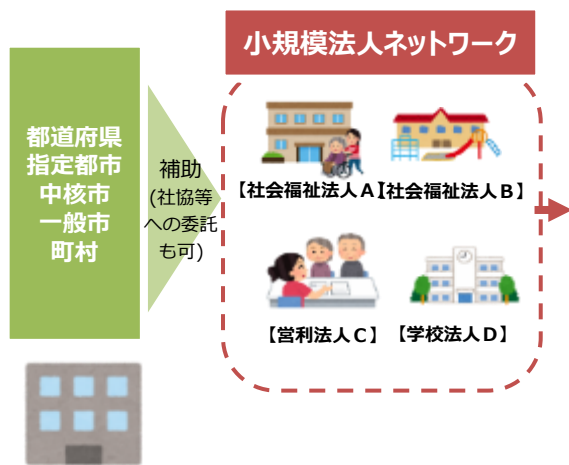 小規模法人ネットワーク
都道府県
指定都市
中核市
一般市
町村
補助
(社協等
への委託
も可)
【社会福祉法人A】
【社会福祉法人B】
【営利法人C】
【学校法人D】